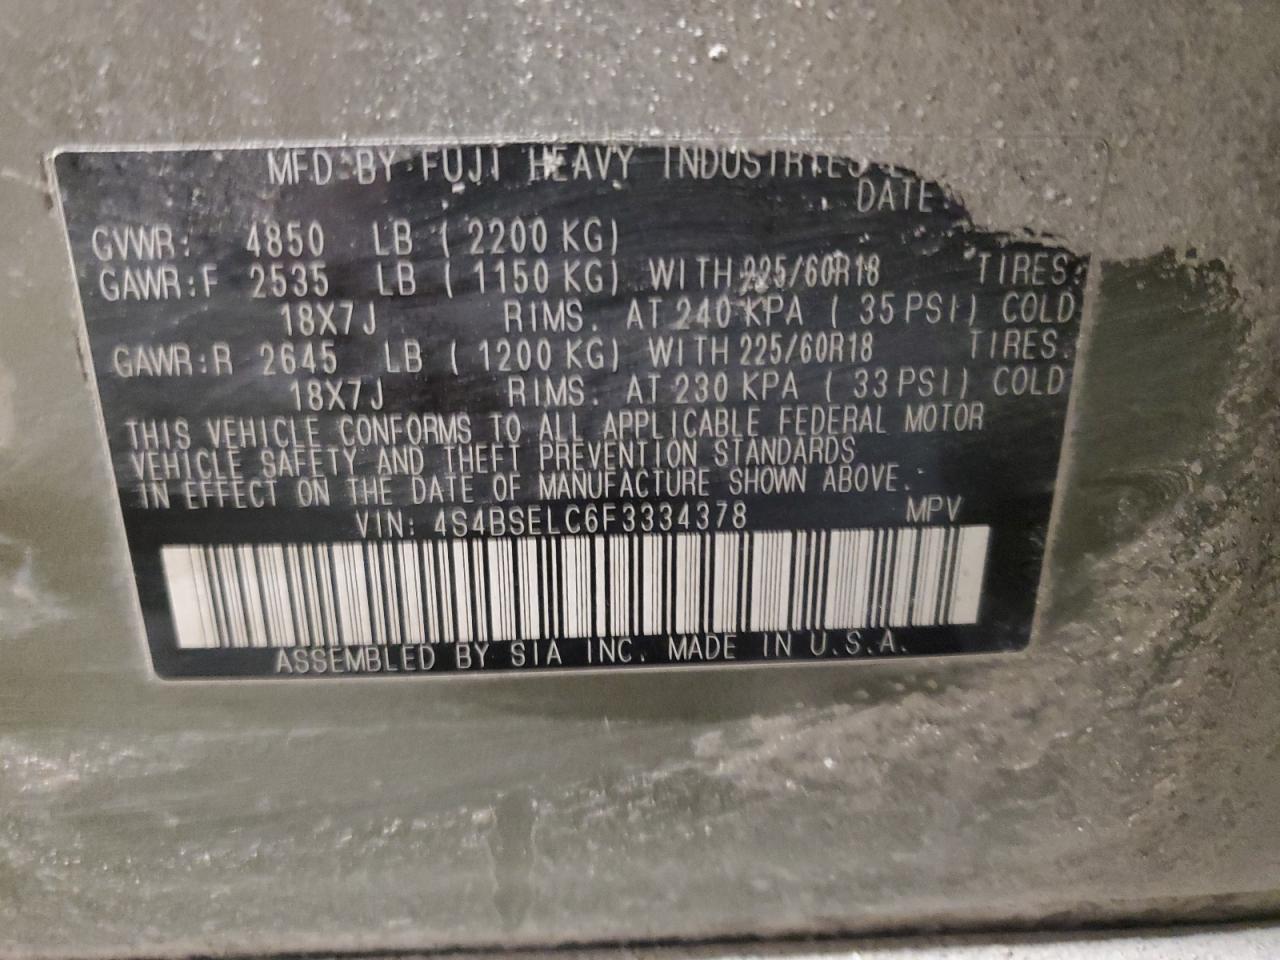 MFD.BY FUJI HEAVY INDUSTRIES
DATE:
GVWR: 4850 LB ( 2200 KG)
GAWR:F 2535 LB ( 1150 KG) WITH 225/60R18 TIRES.
18X7J RIMS. AT 240 KPA ( 35 PSI) COLD
GAWR:R 2645 LB ( 1200 KG) WITH 225/60R18 TIRES.
18X7J RIMS. AT 230 KPA ( 33 PSI) COLD
THIS VEHICLE CONFORMS TO ALL APPLICABLE FEDERAL MOTOR
VEHICLE SAFETY AND THEFT PREVENTION STANDARDS
IN EFFECT ON THE DATE OF MANUFACTURE SHOWN ABOVE.
VIN: 4S4BSELC6F3334378 MPV
ASSEMBLED BY SIA INC. MADE IN U.S.A.